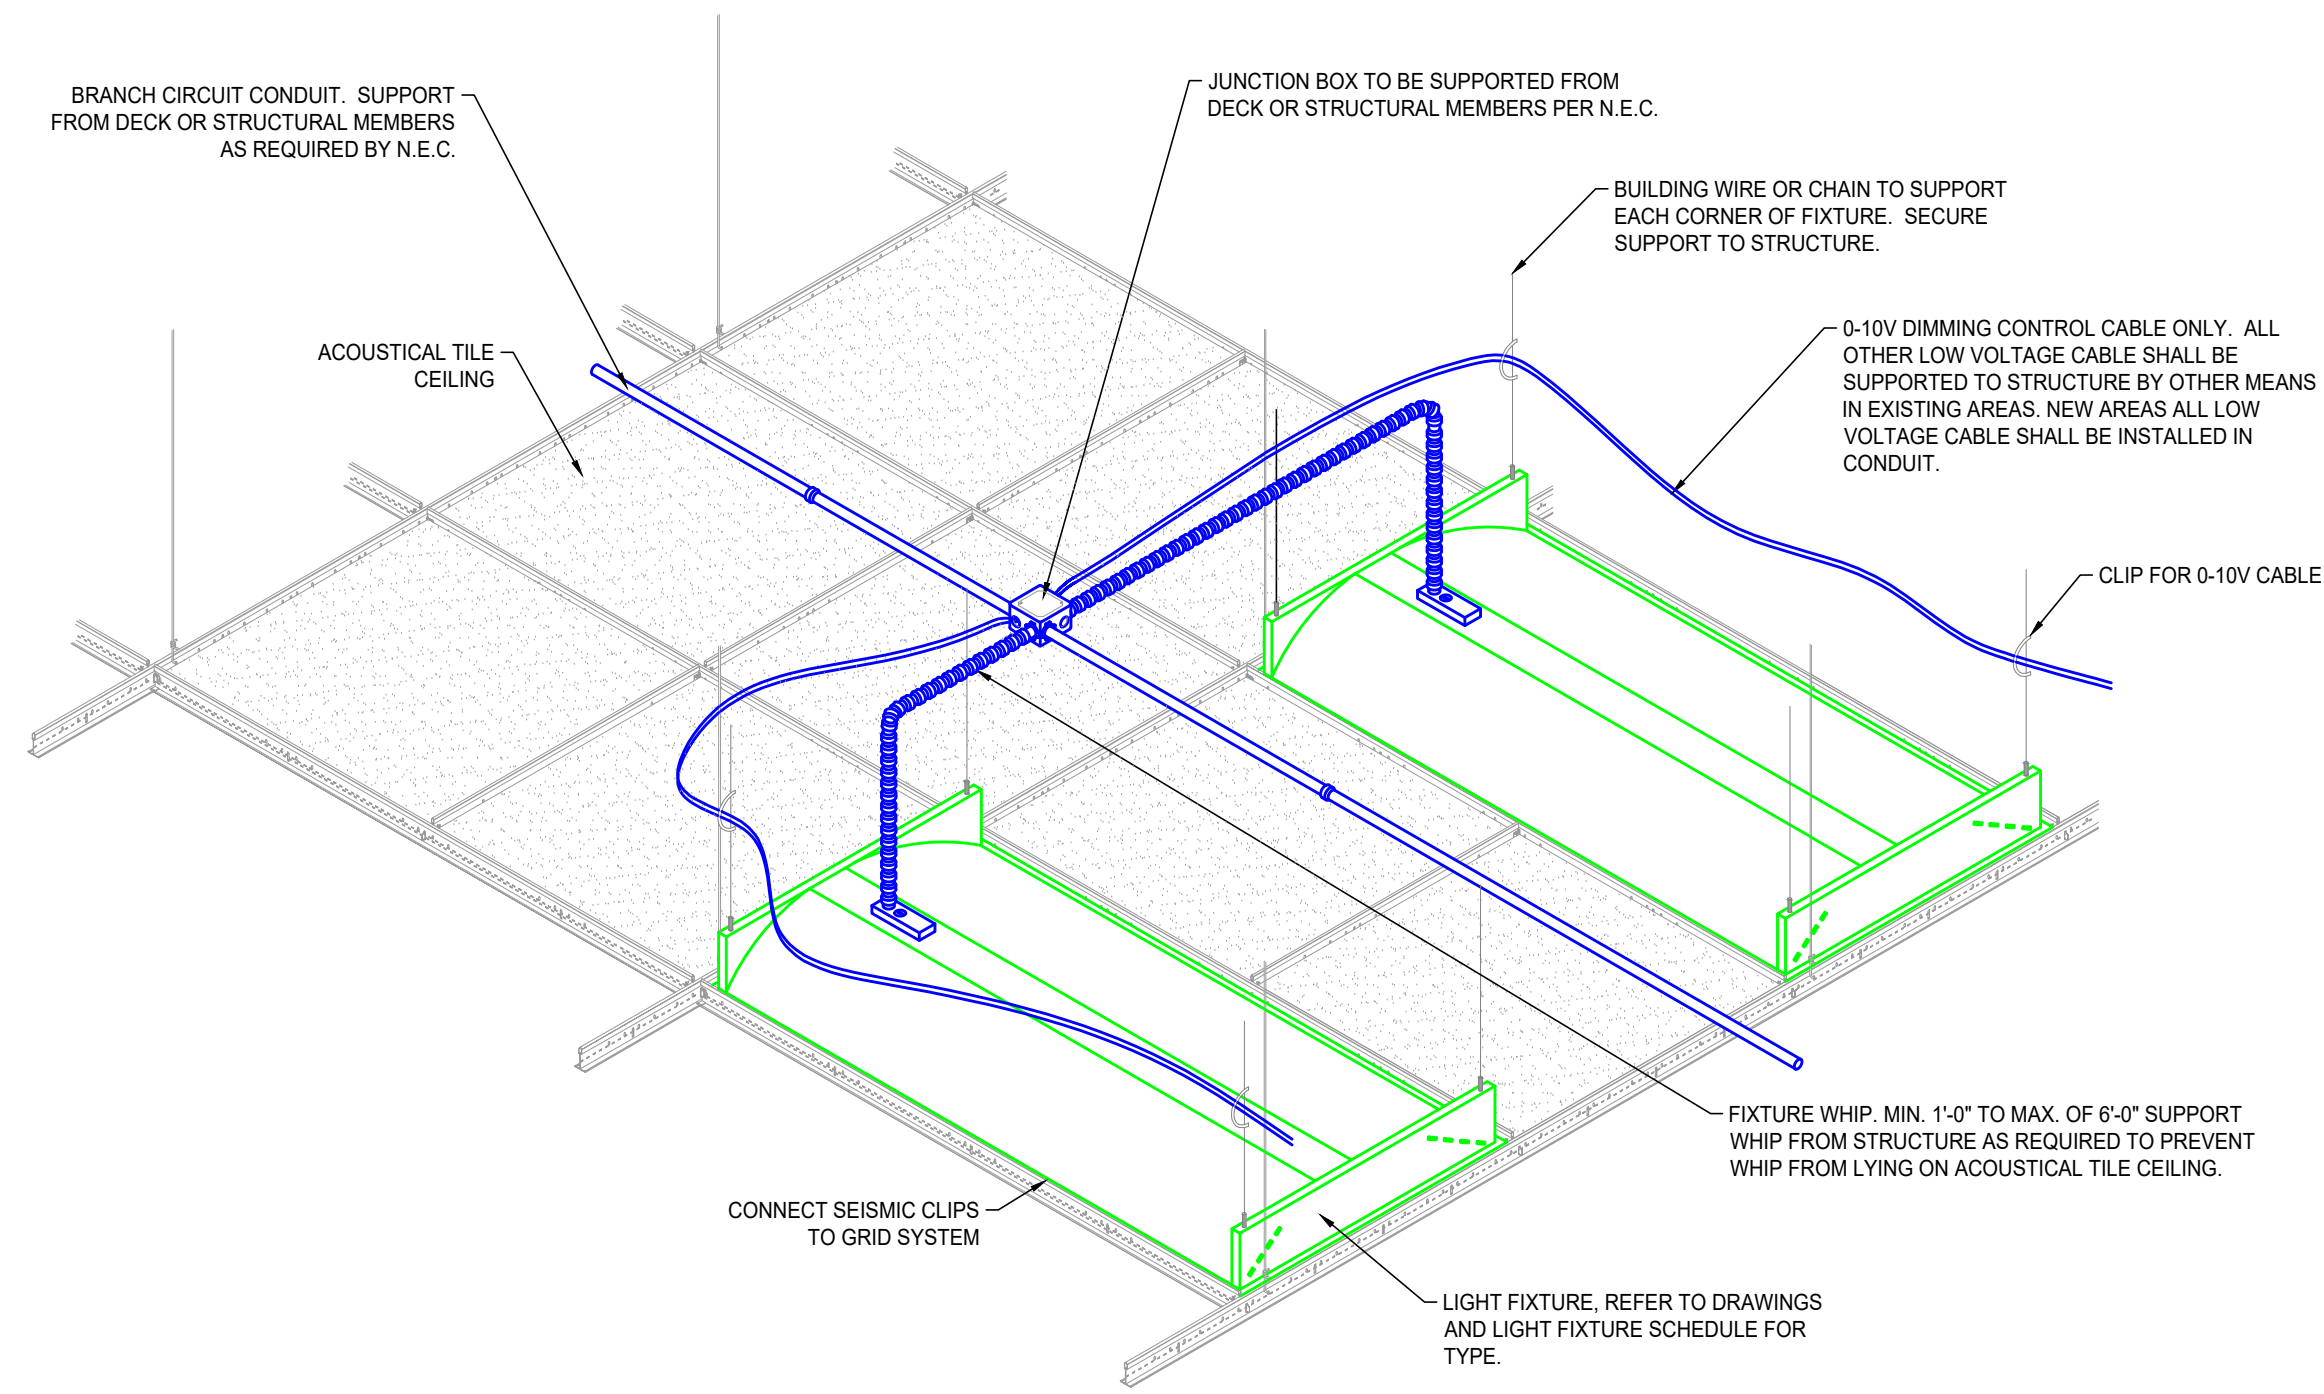 BRANCH CIRCUIT CONDUIT.  SUPPORT
FROM DECK OR STRUCTURAL MEMBERS
AS REQUIRED BY N.E.C.
JUNCTION BOX TO BE SUPPORTED FROM
DECK OR STRUCTURAL MEMBERS PER N.E.C.
BUILDING WIRE OR CHAIN TO SUPPORT
EACH CORNER OF FIXTURE.  SECURE
SUPPORT TO STRUCTURE.
ACOUSTICAL TILE
CEILING
0-10V DIMMING CONTROL CABLE ONLY.  ALL
OTHER LOW VOLTAGE CABLE SHALL BE
SUPPORTED TO STRUCTURE BY OTHER MEANS
IN EXISTING AREAS. NEW AREAS ALL LOW
VOLTAGE CABLE SHALL BE INSTALLED IN
CONDUIT.
CLIP FOR 0-10V CABLE
FIXTURE WHIP. MIN. 1'-0" TO MAX. OF 6'-0" SUPPORT
WHIP FROM STRUCTURE AS REQUIRED TO PREVENT
WHIP FROM LYING ON ACOUSTICAL TILE CEILING.
CONNECT SEISMIC CLIPS
TO GRID SYSTEM
LIGHT FIXTURE, REFER TO DRAWINGS
AND LIGHT FIXTURE SCHEDULE FOR
TYPE.